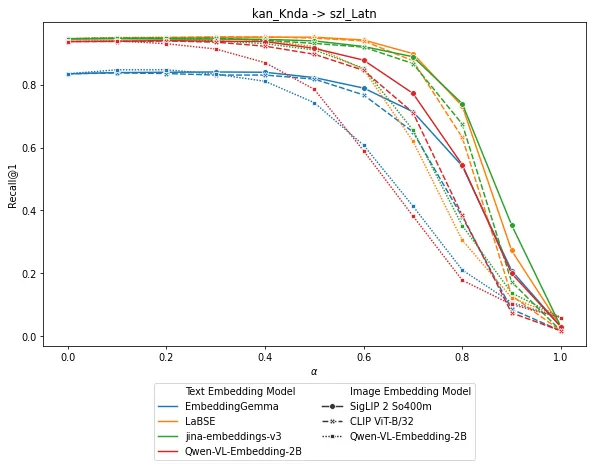 kan_Knda -> szl_Latn
Recall@1
0.8
0.6
0.4
0.2
0.0
0.0 0.2 0.4 0.6 0.8 1.0
α
Text Embedding Model Image Embedding Model
EmbeddingGemma SigLIP 2 So400m
LaBSE CLIP ViT-B/32
jina-embeddings-v3 Qwen-VL-Embedding-2B
Qwen-VL-Embedding-2B